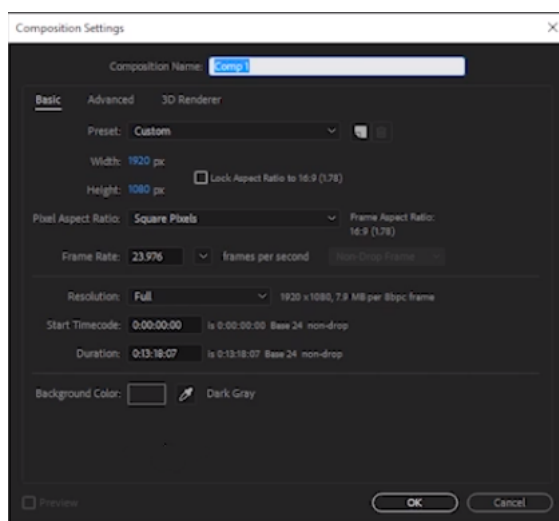 Composition Settings
Composition Name: Comp 1
Basic Advanced 3D Renderer
Preset: Custom
Width: 1920 px
Lock Aspect Ratio to 16:9 (1.78)
Height: 1080 px
Pixel Aspect Ratio: Square Pixels Frame Aspect Ratio:
16:9 (1.78)
Frame Rate: 23.976 frames per second Non-Drop Frame
Resolution: Full 1920 x 1080, 7.9 MB per 8bpc frame
Start Timecode: 0:00:00:00 is 0:00:00:00 Base 24 non-drop
Duration: 0:13:18:07 is 0:13:18:07 Base 24 non-drop
Background Color: Dark Gray
Preview OK Cancel